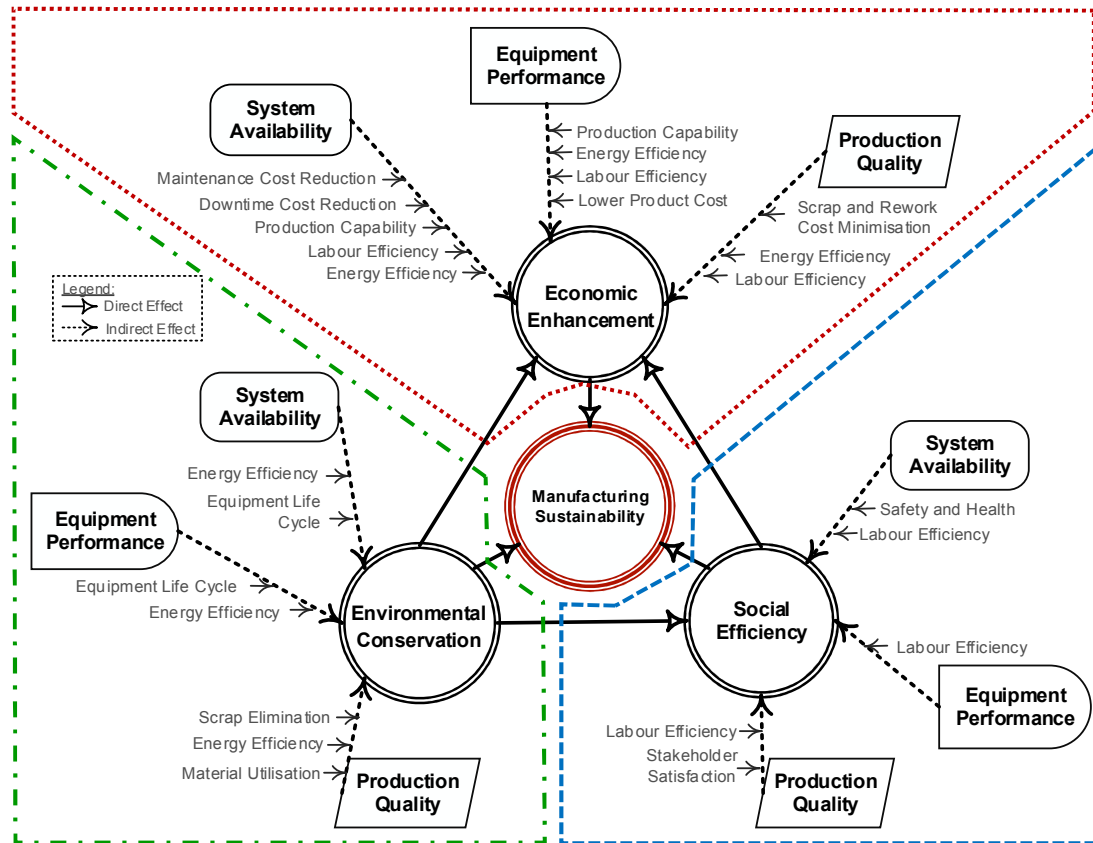 Equipment
Performance
System
Availability
Production Capability
Energy Efficiency
Labour Efficiency
Lower Product Cost
Production
Quality
Maintenance Cost Reduction
Downtime Cost Reduction
Production Capability
Labour Efficiency
Energy Efficiency
Scrap and Rework
Cost Minimisation
Energy Efficiency
Labour Efficiency
Legend:
Direct Effect
Indirect Effect
Economic
Enhancement
System
Availability
Energy Efficiency
Equipment Life
Cycle
Manufacturing
Sustainability
System
Availability
Safety and Health
Labour Efficiency
Equipment
Performance
Equipment Life Cycle
Energy Efficiency
Environmental
Conservation
Social
Efficiency
Labour Efficiency
Equipment
Performance
Scrap Elimination
Energy Efficiency
Material Utilisation
Production
Quality
Labour Efficiency
Stakeholder
Satisfaction
Production
Quality